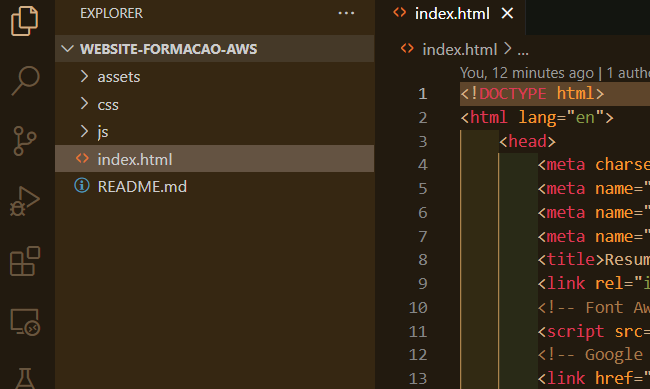 EXPLORER
WEBSITE-FORMACAO-AWS
assets
css
js
index.html
README.md
index.html
index.html > ...
You, 12 minutes ago | 1 autho
1 <!DOCTYPE html>
2 <html lang="en">
3 <head>
4 <meta charse
5 <meta name="
6 <meta name="
7 <meta name="
8 <title>Resum
9 <link rel="i
10 <!-- Font Aw
11 <script src=
12 <!-- Google
13 <link href="